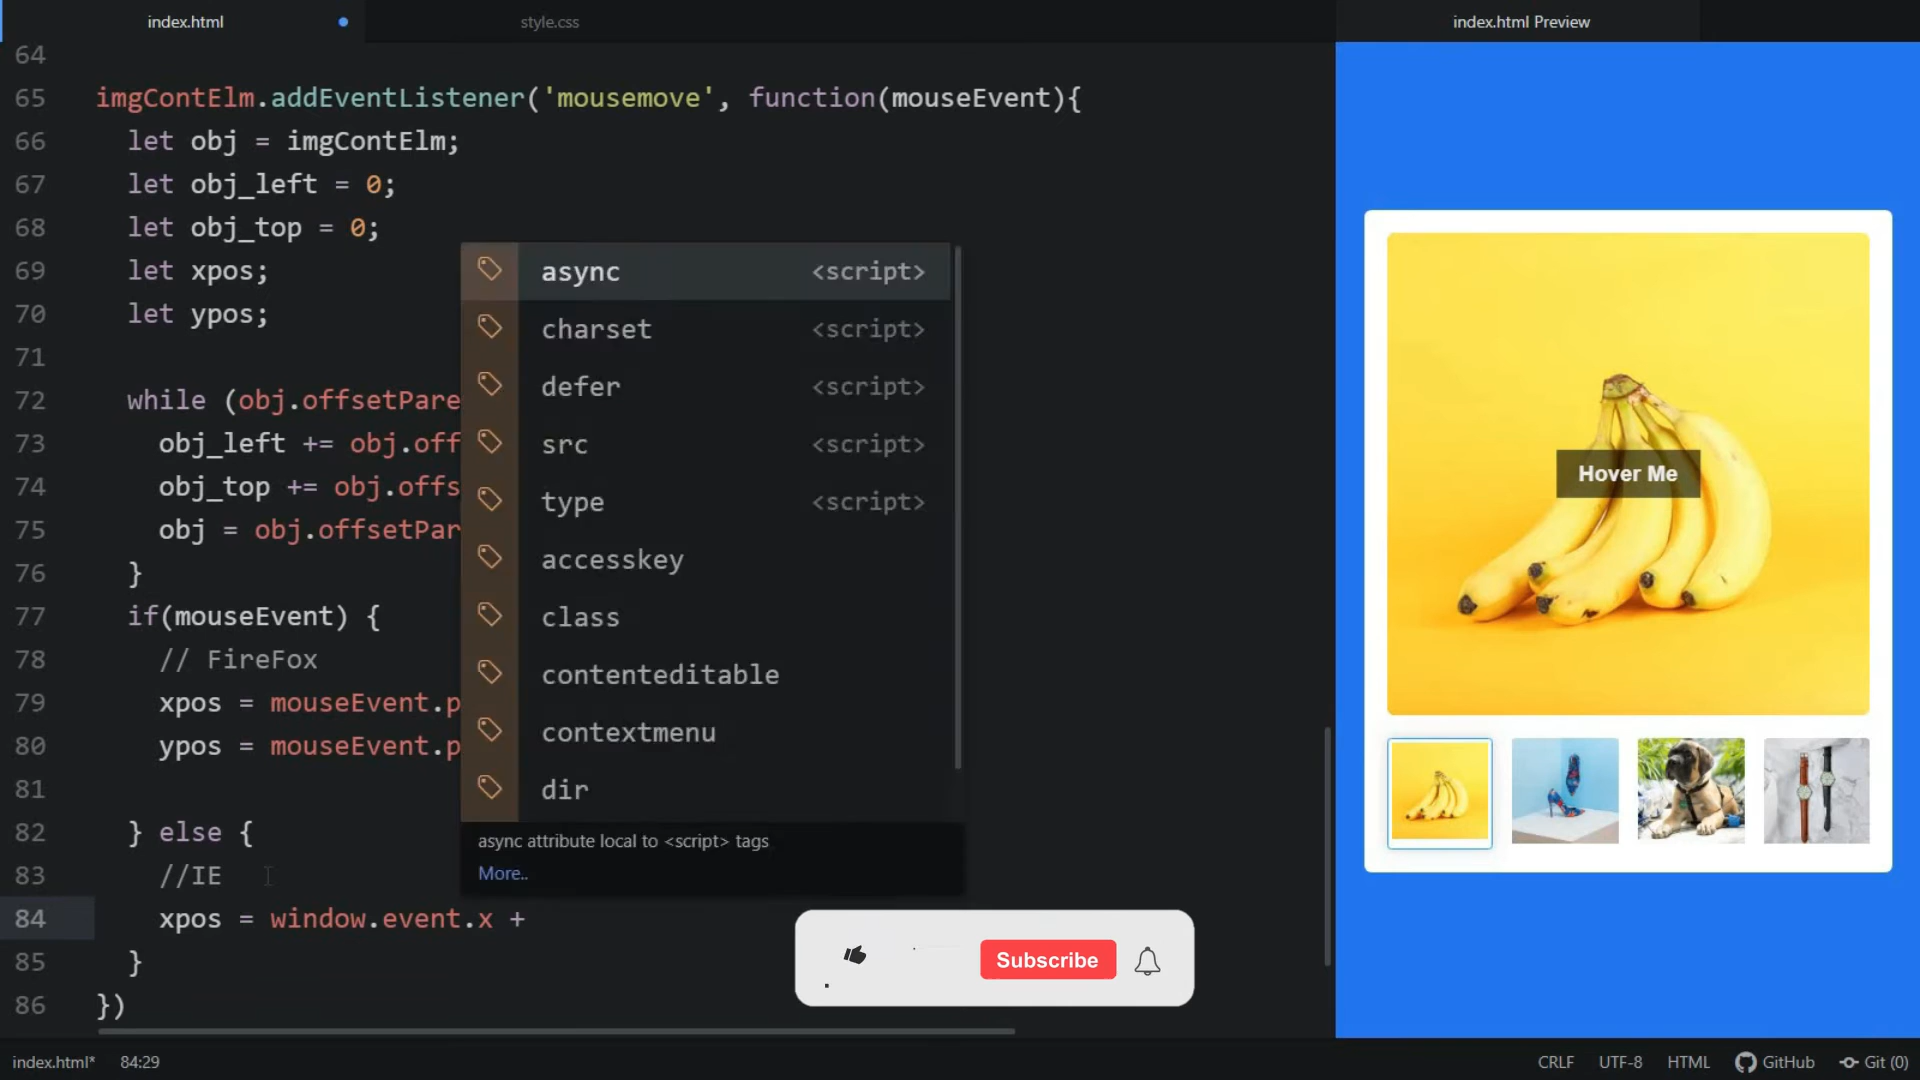 index.html
style.css
index.html Preview
64
65 imgContElm.addEventListener('mousemove', function(mouseEvent){
66 let obj = imgContElm;
67 let obj_left = 0;
68 let obj_top = 0;
69 let xpos;
70 let ypos;
71
72 while (obj.offsetPare
73 obj_left += obj.off
74 obj_top += obj.offs
75 obj = obj.offsetPar
76 }
77 if(mouseEvent) {
78 // FireFox
79 xpos = mouseEvent.p
80 ypos = mouseEvent.p
81
82 } else {
83 //IE
84 xpos = window.event.x +
85 }
86 })
async <script>
charset <script>
defer <script>
src <script>
type <script>
accesskey
class
contenteditable
contextmenu
dir
async attribute local to <script> tags
More..
Hover Me
Subscribe
index.html* 84:29
CRLF UTF-8 HTML GitHub Git (0)